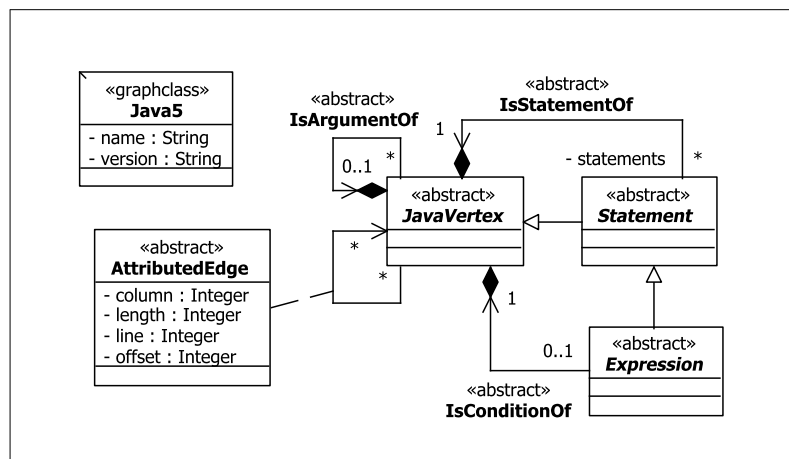 «graphclass»
Java5
- name : String
- version : String
«abstract»
IsArgumentOf
0..1
*
«abstract»
IsStatementOf
1
- statements
*
«abstract»
JavaVertex
«abstract»
Statement
«abstract»
AttributedEdge
- column : Integer
- length : Integer
- line : Integer
- offset : Integer
*
*
1
0..1
«abstract»
IsConditionOf
«abstract»
Expression